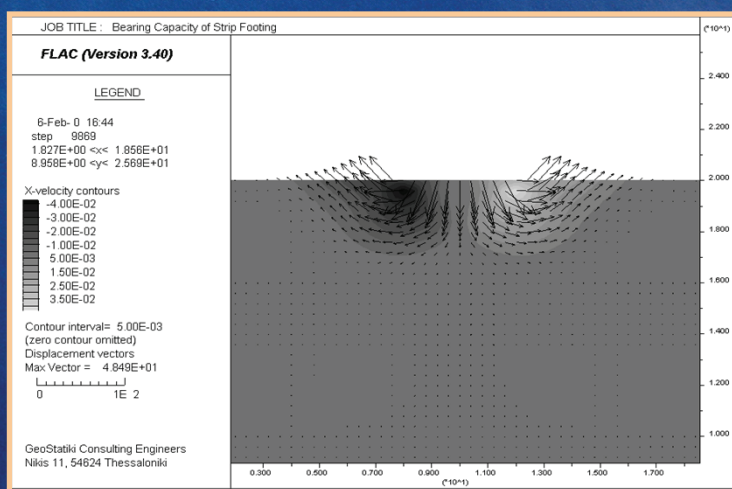 JOB TITLE :   Bearing Capacity of Strip Footing
FLAC (Version 3.40)
LEGEND
6-Feb- 0  16:44
step    9869
1.827E+00 <x<  1.856E+01
8.958E+00 <y<  2.569E+01
X-velocity contours
-4.00E-02
-3.00E-02
-2.00E-02
-1.00E-02
5.00E-03
1.50E-02
2.50E-02
3.50E-02
Contour interval=  5.00E-03
(zero contour omitted)
Displacement vectors
Max Vector =   4.849E+01
0    1E  2
GeoStatiki Consulting Engineers
Nikis 11, 54624 Thessaloniki
(*10^1)
2.400
2.200
2.000
1.800
1.600
1.400
1.200
1.000
0.300 0.500 0.700 0.900 1.100 1.300 1.500 1.700
(*10^1)